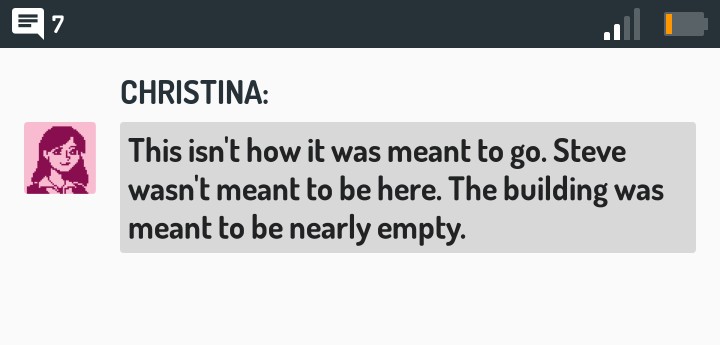 7
CHRISTINA:
This isn't how it was meant to go. Steve
wasn't meant to be here. The building was
meant to be nearly empty.